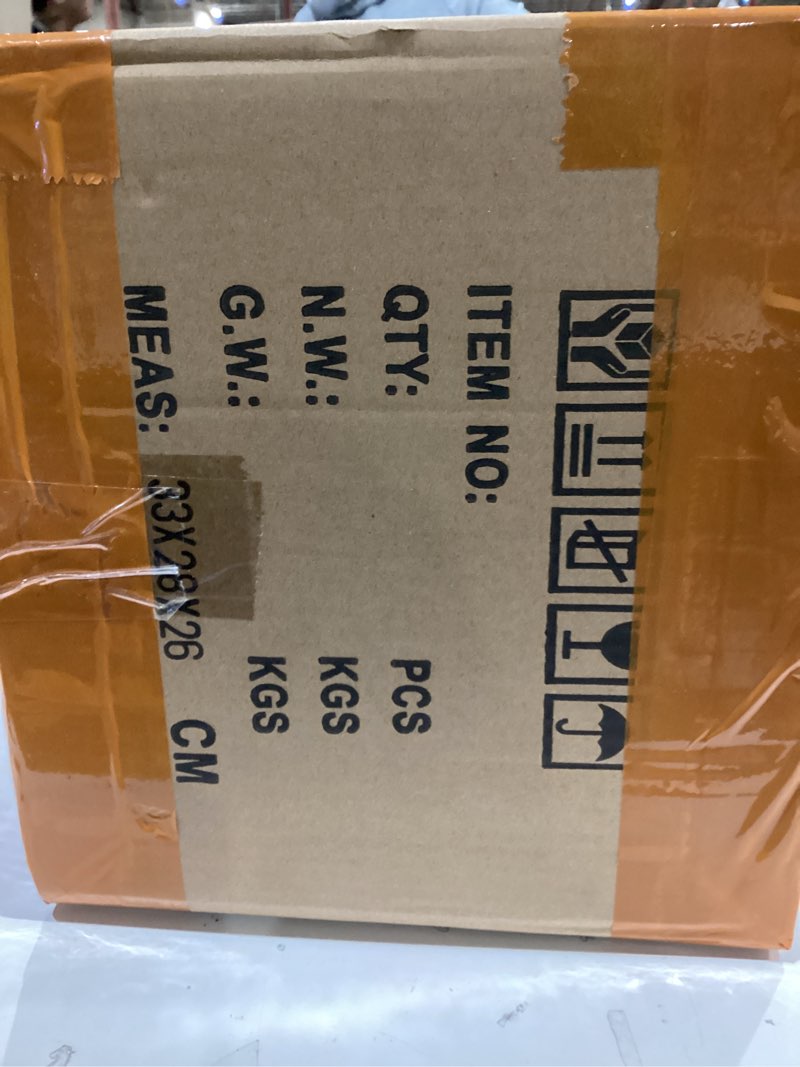 ITEM NO:
QTY: PCS
N.W.: KGS
G.W.: KGS
MEAS: 33X28X26 CM